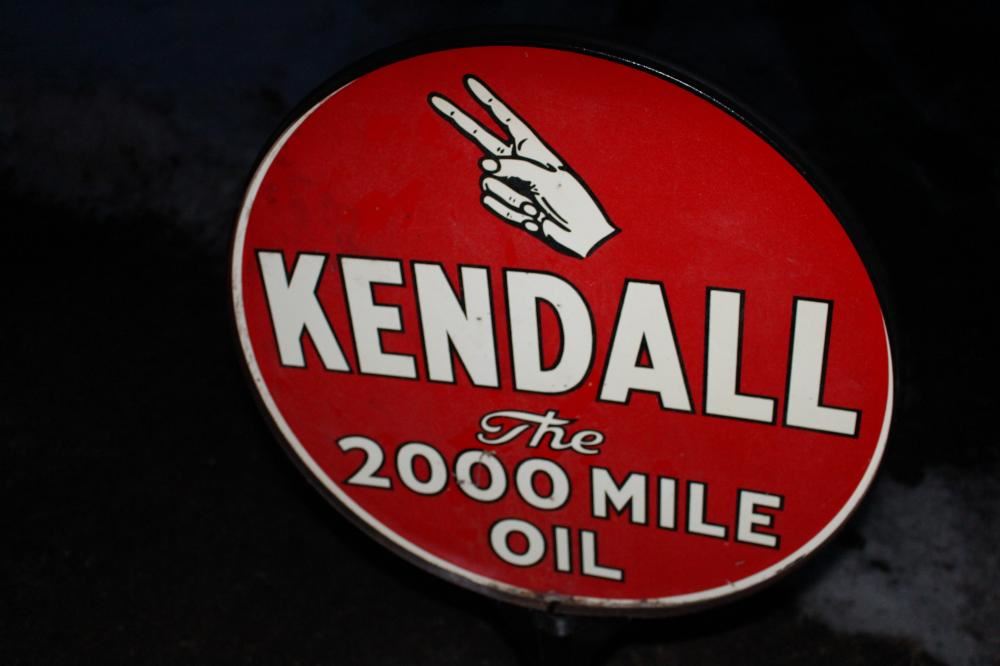 KENDALL
The
2000 MILE
OIL